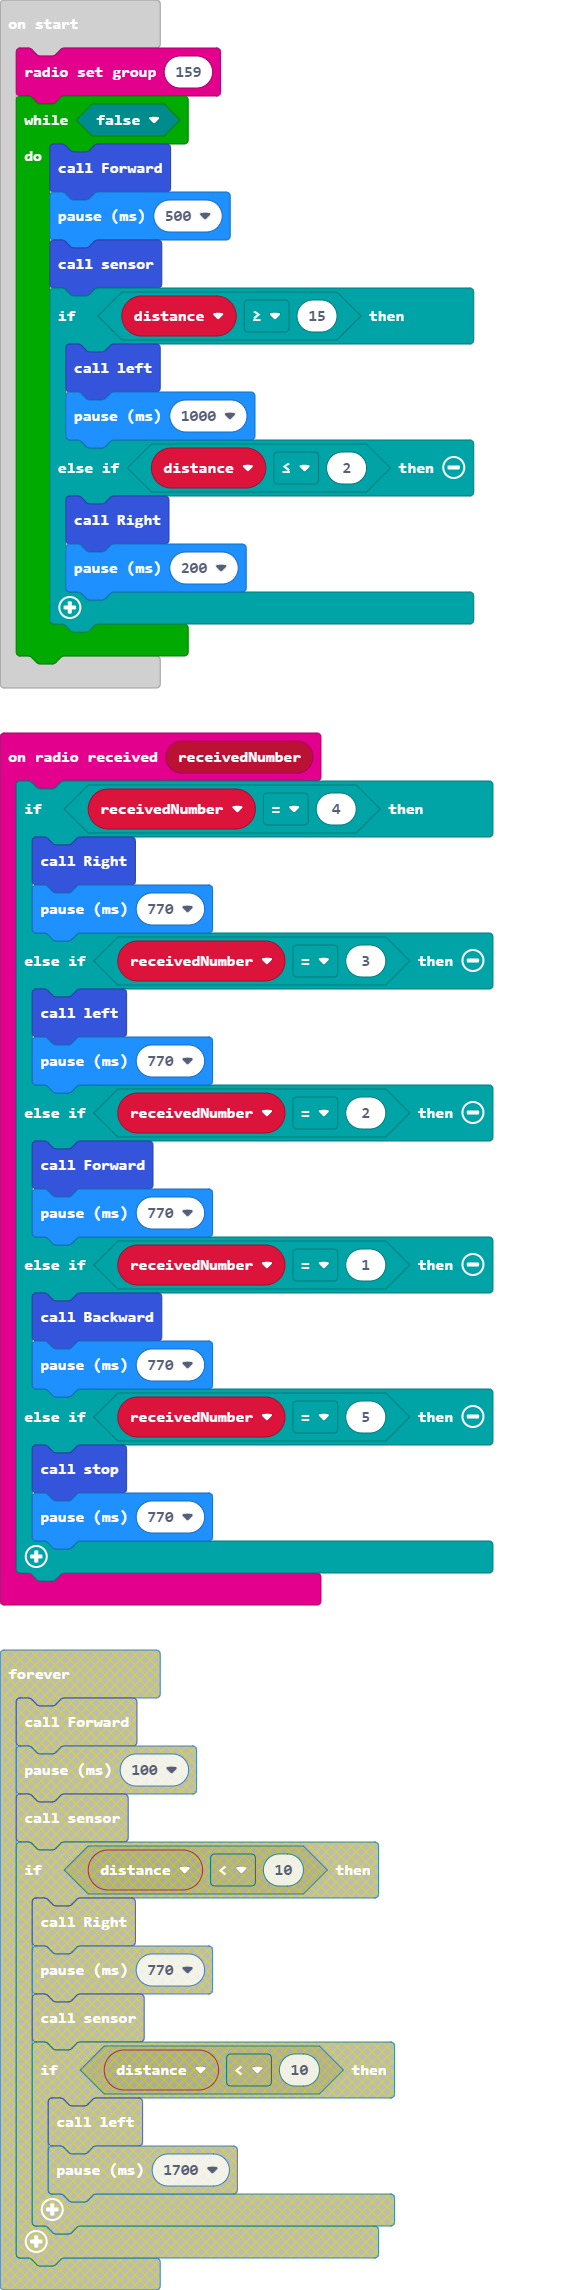 on start
radio set group 159
while false
do
call Forward
pause (ms) 500
call sensor
if distance ≥ 15 then
call left
pause (ms) 1000
else if distance ≤ 2 then
call Right
pause (ms) 200
on radio received receivedNumber
if receivedNumber = 4 then
call Right
pause (ms) 770
else if receivedNumber = 3 then
call left
pause (ms) 770
else if receivedNumber = 2 then
call Forward
pause (ms) 770
else if receivedNumber = 1 then
call Backward
pause (ms) 770
else if receivedNumber = 5 then
call stop
pause (ms) 770
forever
call Forward
pause (ms) 100
call sensor
if distance < 10 then
call Right
pause (ms) 770
call sensor
if distance < 10 then
call left
pause (ms) 1700